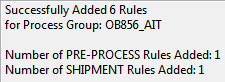 Successfully Added 6 Rules
for Process Group: OB856_AIT
Number of PRE-PROCESS Rules Added: 1
Number of SHIPMENT Rules Added: 1